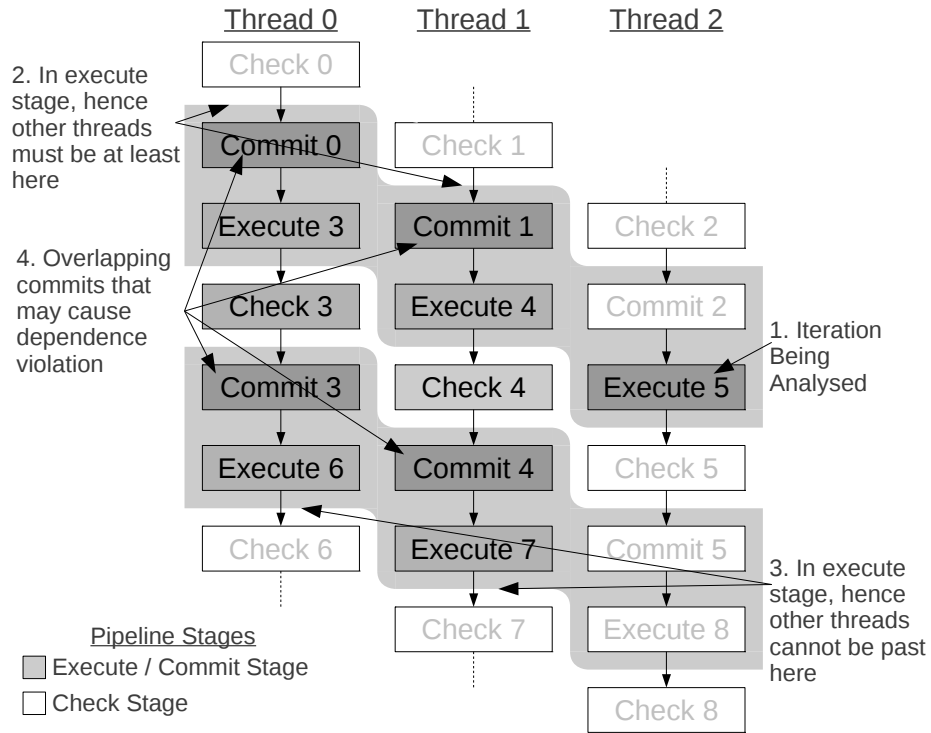 Thread 0
Thread 1
Thread 2
Check 0
2. In execute
stage, hence
other threads
must be at least
here
Commit 0
Check 1
Execute 3
Commit 1
Check 2
4. Overlapping
commits that
may cause
dependence
violation
Check 3
Execute 4
Commit 2
1. Iteration
Being
Analysed
Commit 3
Check 4
Execute 5
Execute 6
Commit 4
Check 5
Check 6
Execute 7
Commit 5
3. In execute
stage, hence
other threads
cannot be past
here
Check 7
Execute 8
Check 8
Pipeline Stages
Execute / Commit Stage
Check Stage